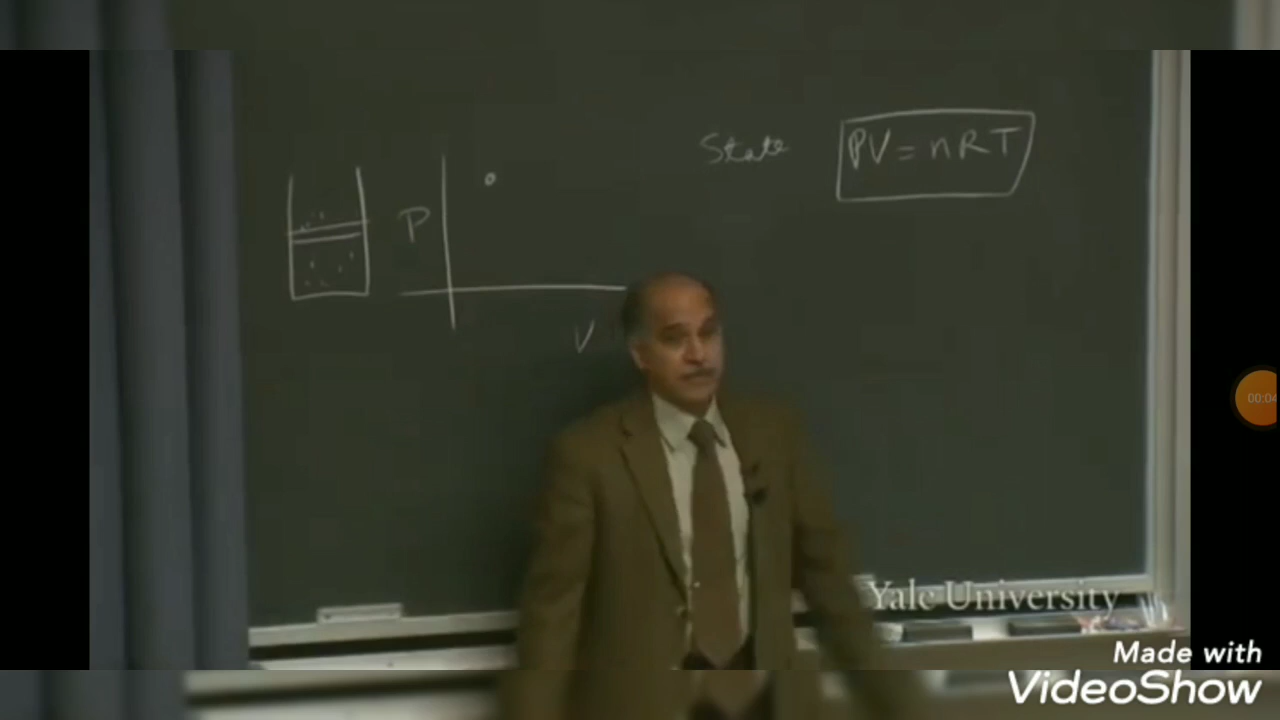 State PV = nRT
P
V
00:04
Yale University
Made with
VideoShow